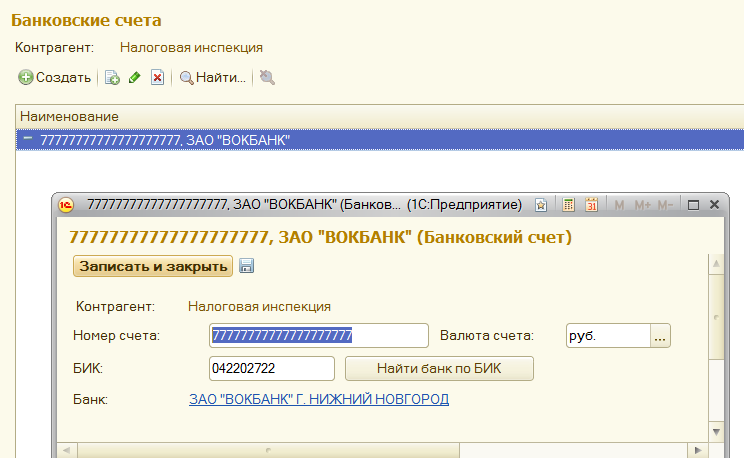 Банковские счета
Контрагент: Налоговая инспекция
Создать Найти...
Наименование
77777777777777777777, ЗАО "ВОКБАНК"
77777777777777777777, ЗАО "ВОКБАНК" (Банков... (1С:Предприятие) 31 M M+ M-
77777777777777777777, ЗАО "ВОКБАНК" (Банковский счет)
Записать и закрыть
Контрагент: Налоговая инспекция
Номер счета: 77777777777777777777 Валюта счета: руб. ...
БИК: 042202722 Найти банк по БИК
Банк: ЗАО "ВОКБАНК" Г. НИЖНИЙ НОВГОРОД